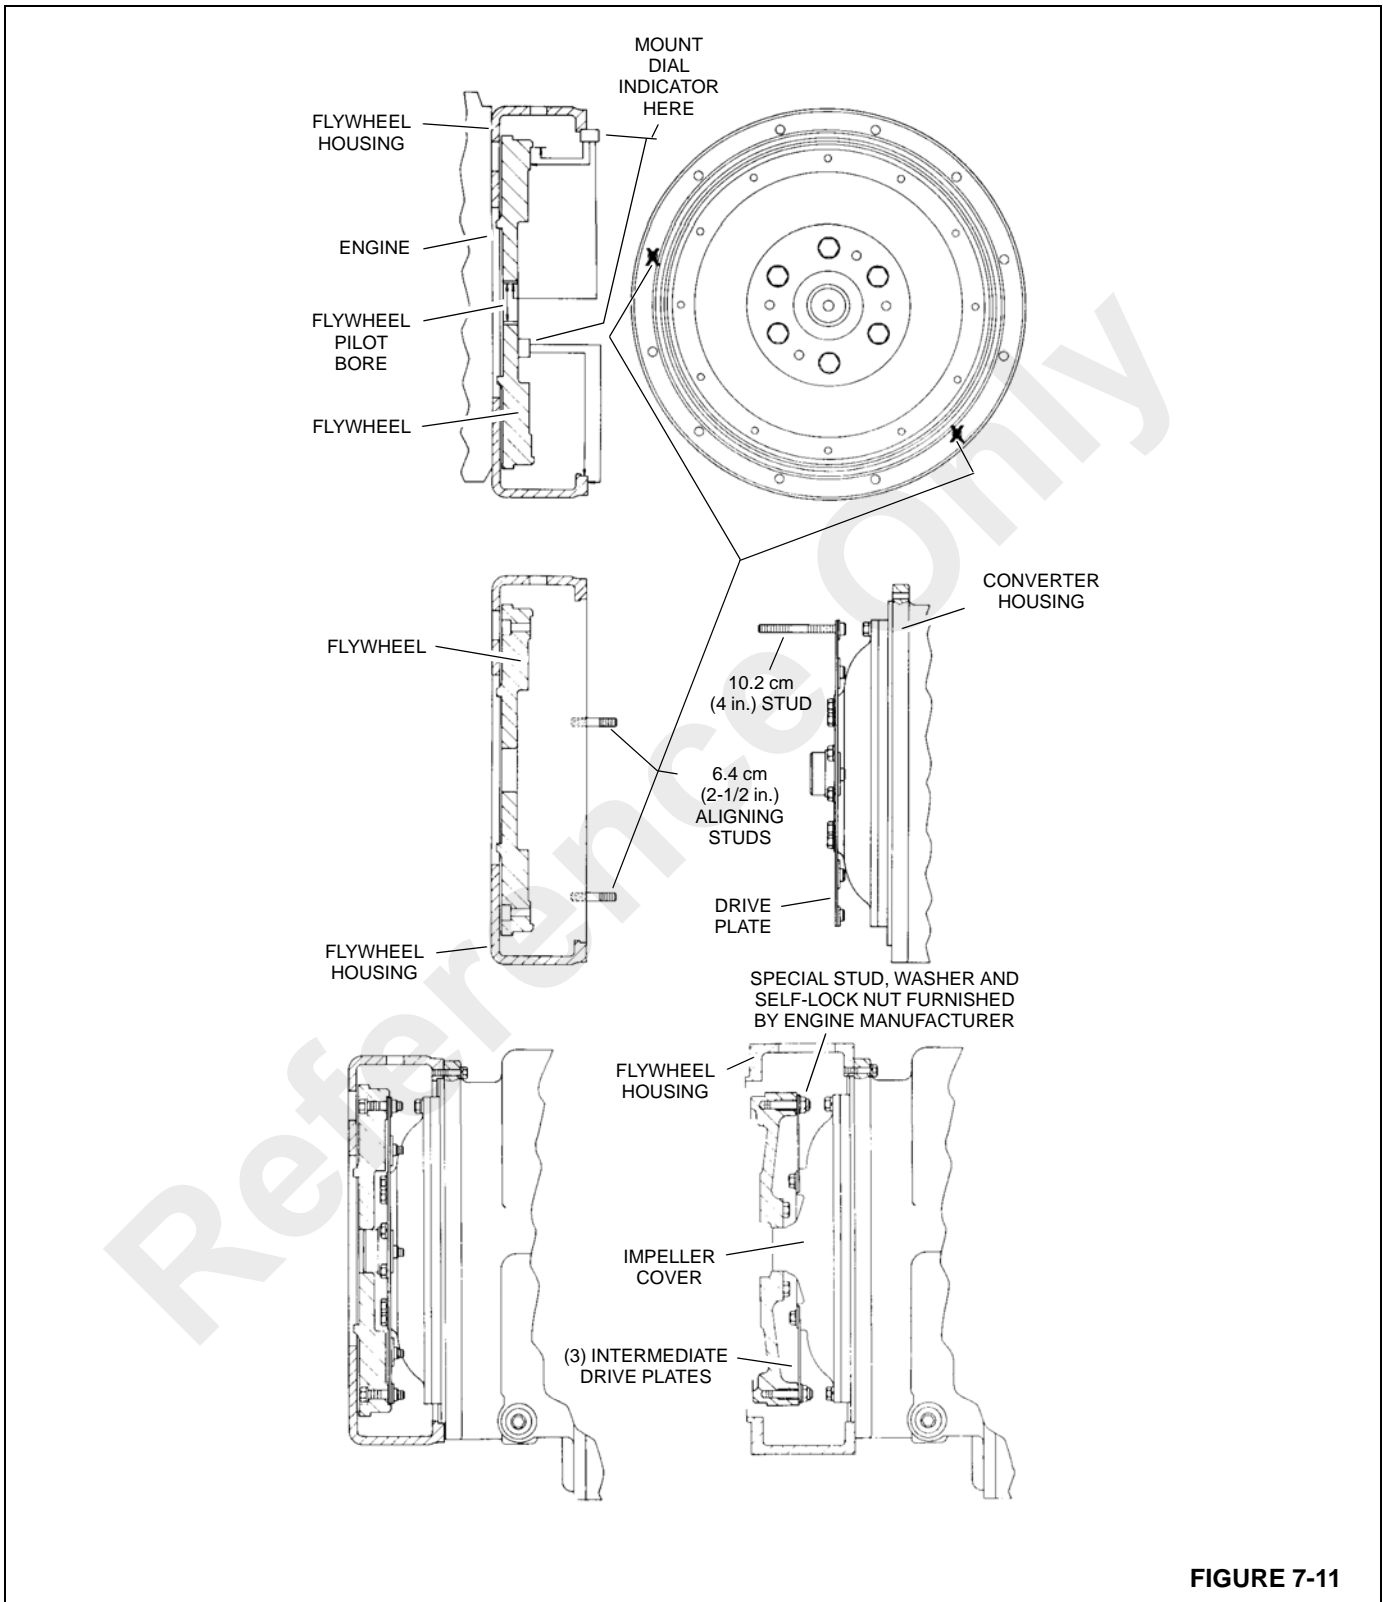 MOUNT
DIAL
INDICATOR
HERE
FLYWHEEL
HOUSING
ENGINE
FLYWHEEL
PILOT
BORE
FLYWHEEL
CONVERTER
HOUSING
FLYWHEEL
10.2 cm
(4 in.) STUD
6.4 cm
(2-1/2 in.)
ALIGNING
STUDS
DRIVE
PLATE
FLYWHEEL
HOUSING
SPECIAL STUD, WASHER AND
SELF-LOCK NUT FURNISHED
BY ENGINE MANUFACTURER
FLYWHEEL
HOUSING
IMPELLER
COVER
(3) INTERMEDIATE
DRIVE PLATES
Reference Only
FIGURE 7-11